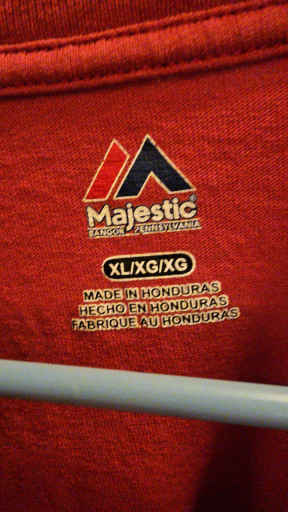 Majestic®
BANGOR, PENNSYLVANIA
XL/XG/XG
MADE IN HONDURAS
HECHO EN HONDURAS
FABRIQUE AU HONDURAS